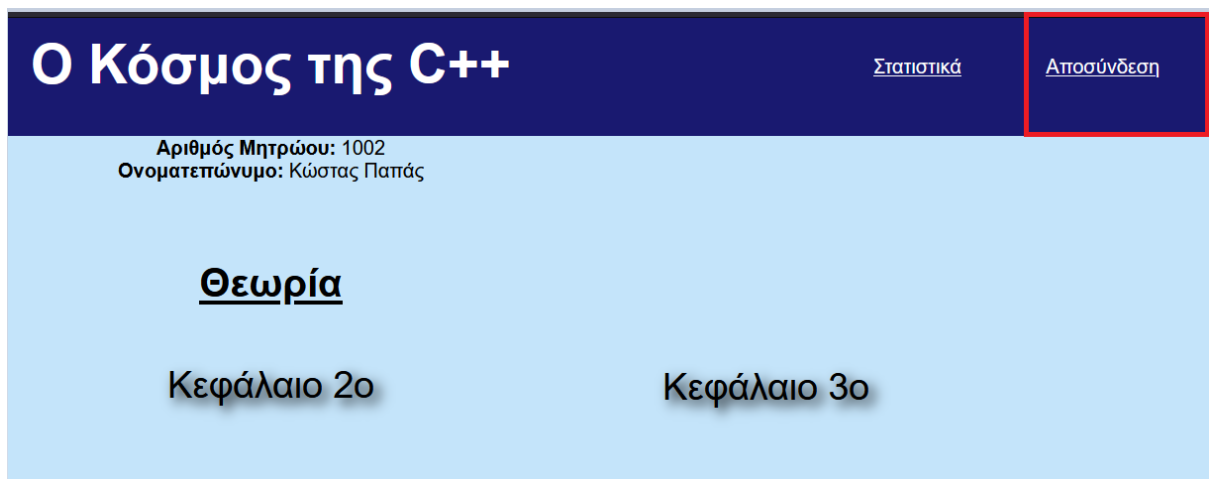 Ο Κόσμος της C++
Στατιστικά
Αποσύνδεση
Αριθμός Μητρώου: 1002
Ονοματεπώνυμο: Κώστας Παπάς
Θεωρία
Κεφάλαιο 2ο
Κεφάλαιο 3ο